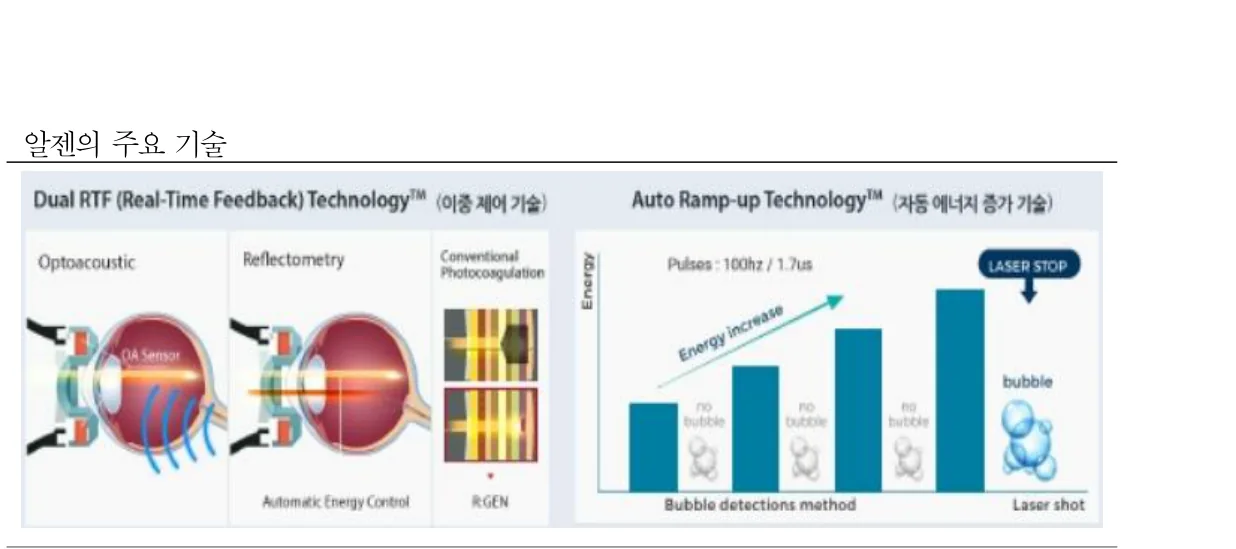 알젠의 주요 기술
Dual RTF (Real-Time Feedback) Technology™ (이중 제어 기술)
Optoacoustic
OA Sensor
Reflectometry
Automatic Energy Control
Conventional
Photocoagulation
R:GEN
Auto Ramp-up Technology™ (자동 에너지 증가 기술)
Energy
Pulses : 100hz / 1.7us
LASER STOP
Energy increase
bubble
no
bubble
no
bubble
no
bubble
Bubble detections method
Laser shot